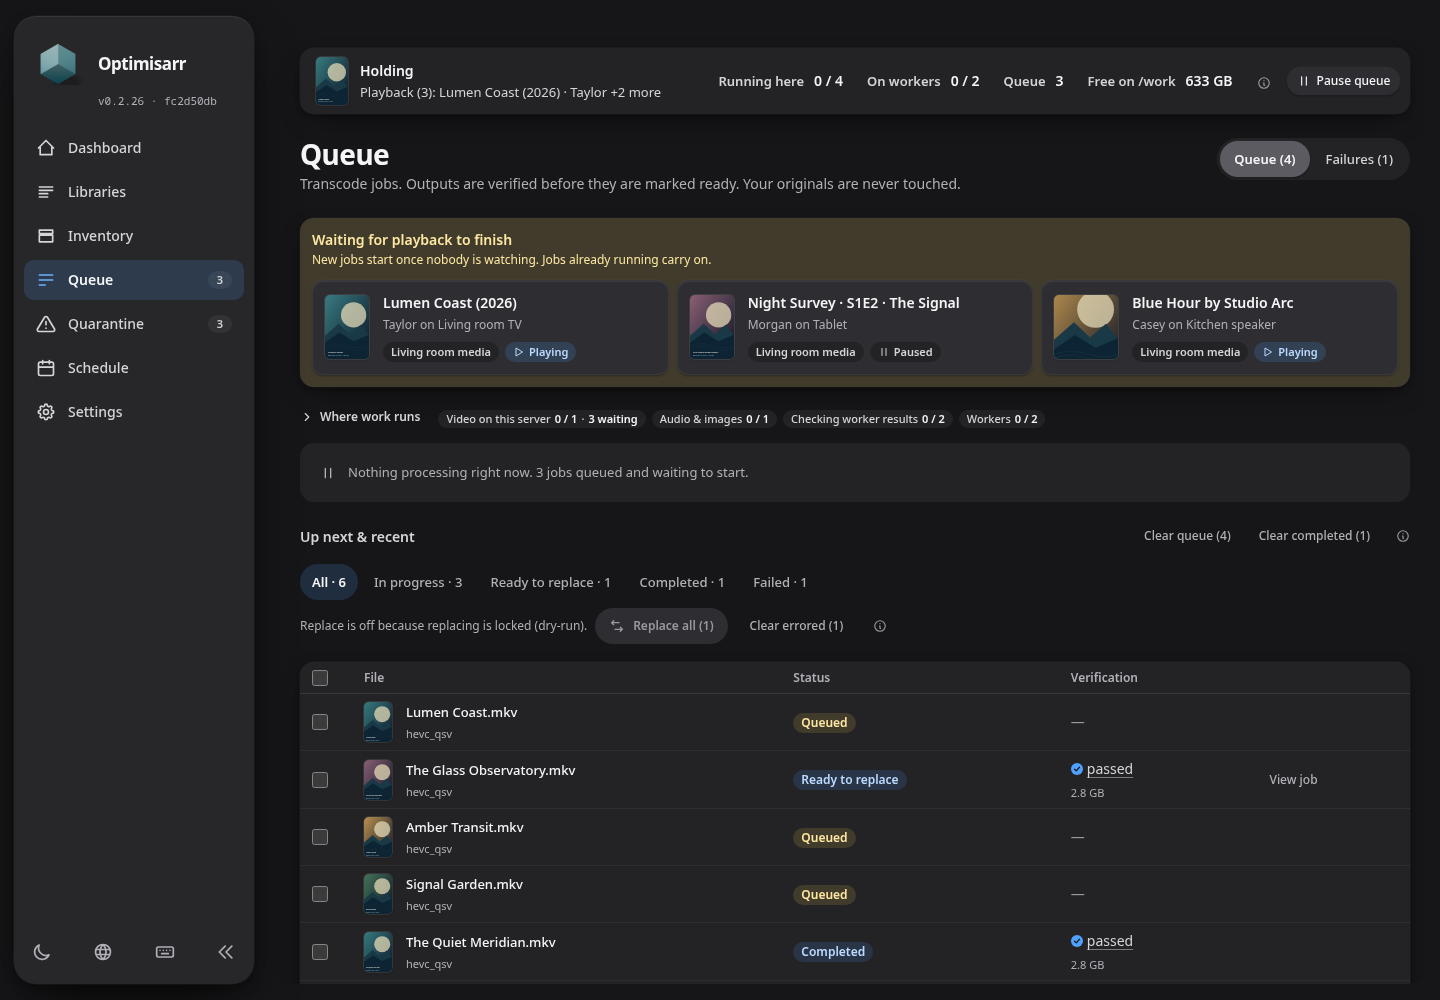 Optimisarr
v0.2.26 · fc2d50db
Dashboard
Libraries
Inventory
Queue 3
Quarantine 3
Schedule
Settings
Holding
Playback (3): Lumen Coast (2026) · Taylor +2 more
Running here 0 / 4 On workers 0 / 2 Queue 3 Free on /work 633 GB
Pause queue
Queue
Transcode jobs. Outputs are verified before they are marked ready. Your originals are never touched.
Queue (4) Failures (1)
Waiting for playback to finish
New jobs start once nobody is watching. Jobs already running carry on.
Lumen Coast (2026)
Taylor on Living room TV
Living room media Playing
Night Survey · S1E2 · The Signal
Morgan on Tablet
Living room media Paused
Blue Hour by Studio Arc
Casey on Kitchen speaker
Living room media Playing
Where work runs Video on this server 0 / 1 · 3 waiting Audio & images 0 / 1 Checking worker results 0 / 2 Workers 0 / 2
Nothing processing right now. 3 jobs queued and waiting to start.
Up next & recent Clear queue (4) Clear completed (1)
All · 6 In progress · 3 Ready to replace · 1 Completed · 1 Failed · 1
Replace is off because replacing is locked (dry-run). Replace all (1) Clear errored (1)
File Status Verification
Lumen Coast.mkv
hevc_qsv
Queued —
The Glass Observatory.mkv
hevc_qsv
Ready to replace
passed
2.8 GB
View job
Amber Transit.mkv
hevc_qsv
Queued —
Signal Garden.mkv
hevc_qsv
Queued —
The Quiet Meridian.mkv
hevc_qsv
Completed
passed
2.8 GB